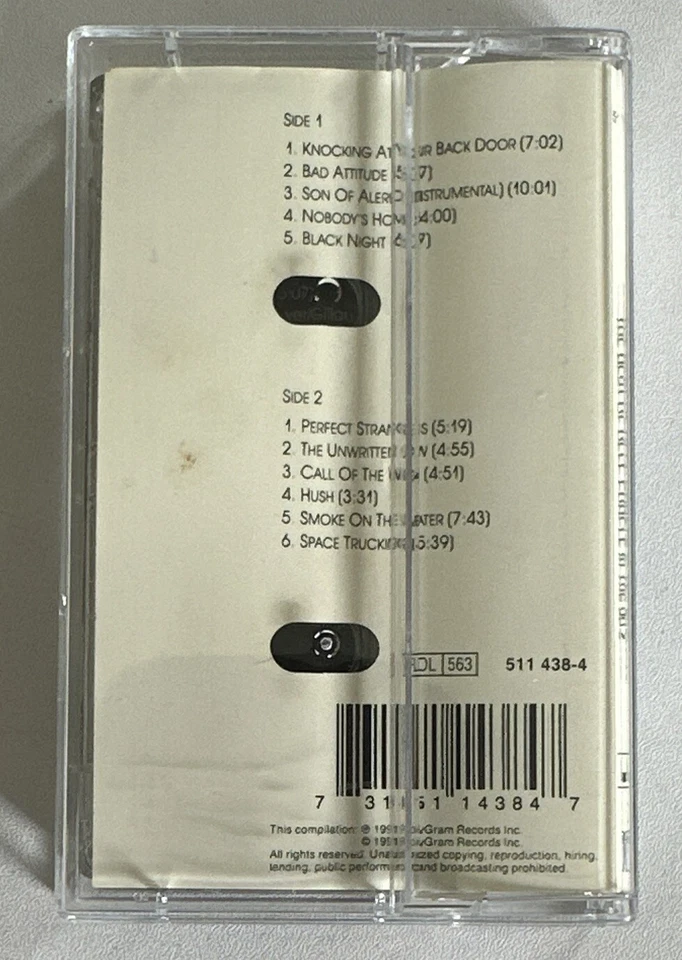 SIDE 1
1. KNOCKING AT YOUR BACK DOOR (7:02)
2. BAD ATTITUDE
3. SON OF ALERIK (INSTRUMENTAL) (10:01)
4. NOBODY'S HOME (4:00)
5. BLACK NIGHT
SIDE 2
1. PERFECT STRANGERS (5:19)
2. THE UNWRITTEN LAW (4:55)
3. CALL OF THE WILD (4:51)
4. HUSH (3:31)
5. SMOKE ON THE WATER (7:43)
6. SPACE TRUCKING (5:39)
563 511 438-4
7 31451 14384 7
This compilation: ℗ 1991 PolyGram Records Inc.
© 1991 PolyGram Records Inc.
All rights reserved. Unauthorized copying, reproduction, hiring,
lending, public performance and broadcasting prohibited.